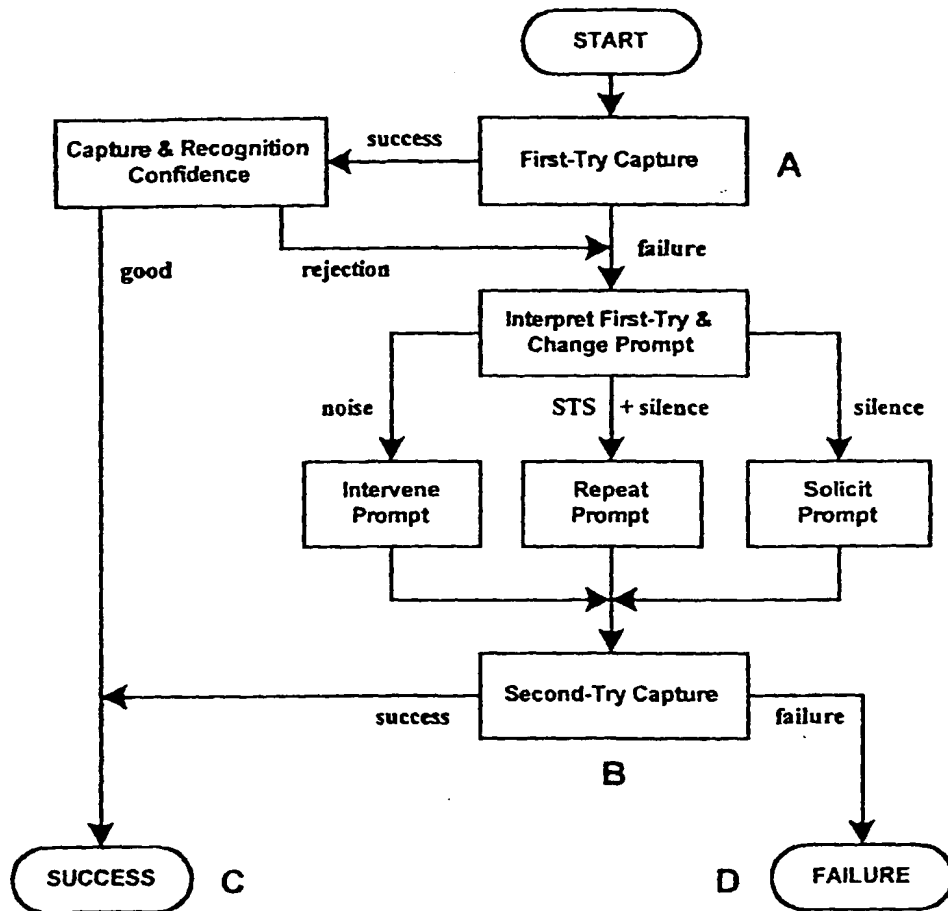 START
Capture & Recognition
Confidence
success
First-Try Capture
A
good
rejection
failure
Interpret First-Try &
Change Prompt
noise
STS + silence
silence
Intervene
Prompt
Repeat
Prompt
Solicit
Prompt
Second-Try Capture
success
failure
B
SUCCESS
C
D
FAILURE